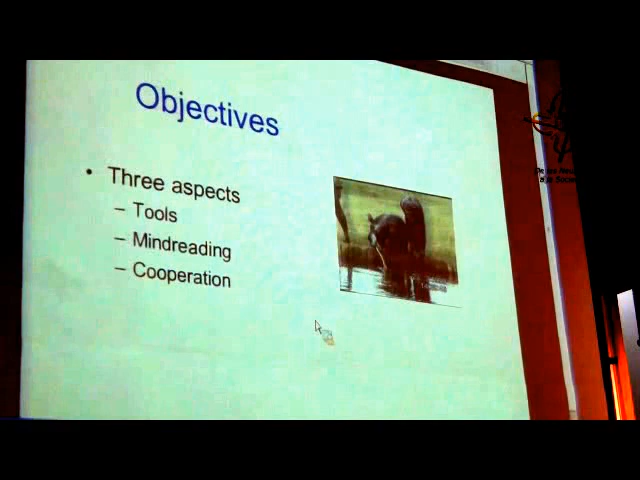 Objectives
• Three aspects
– Tools
– Mindreading
– Cooperation